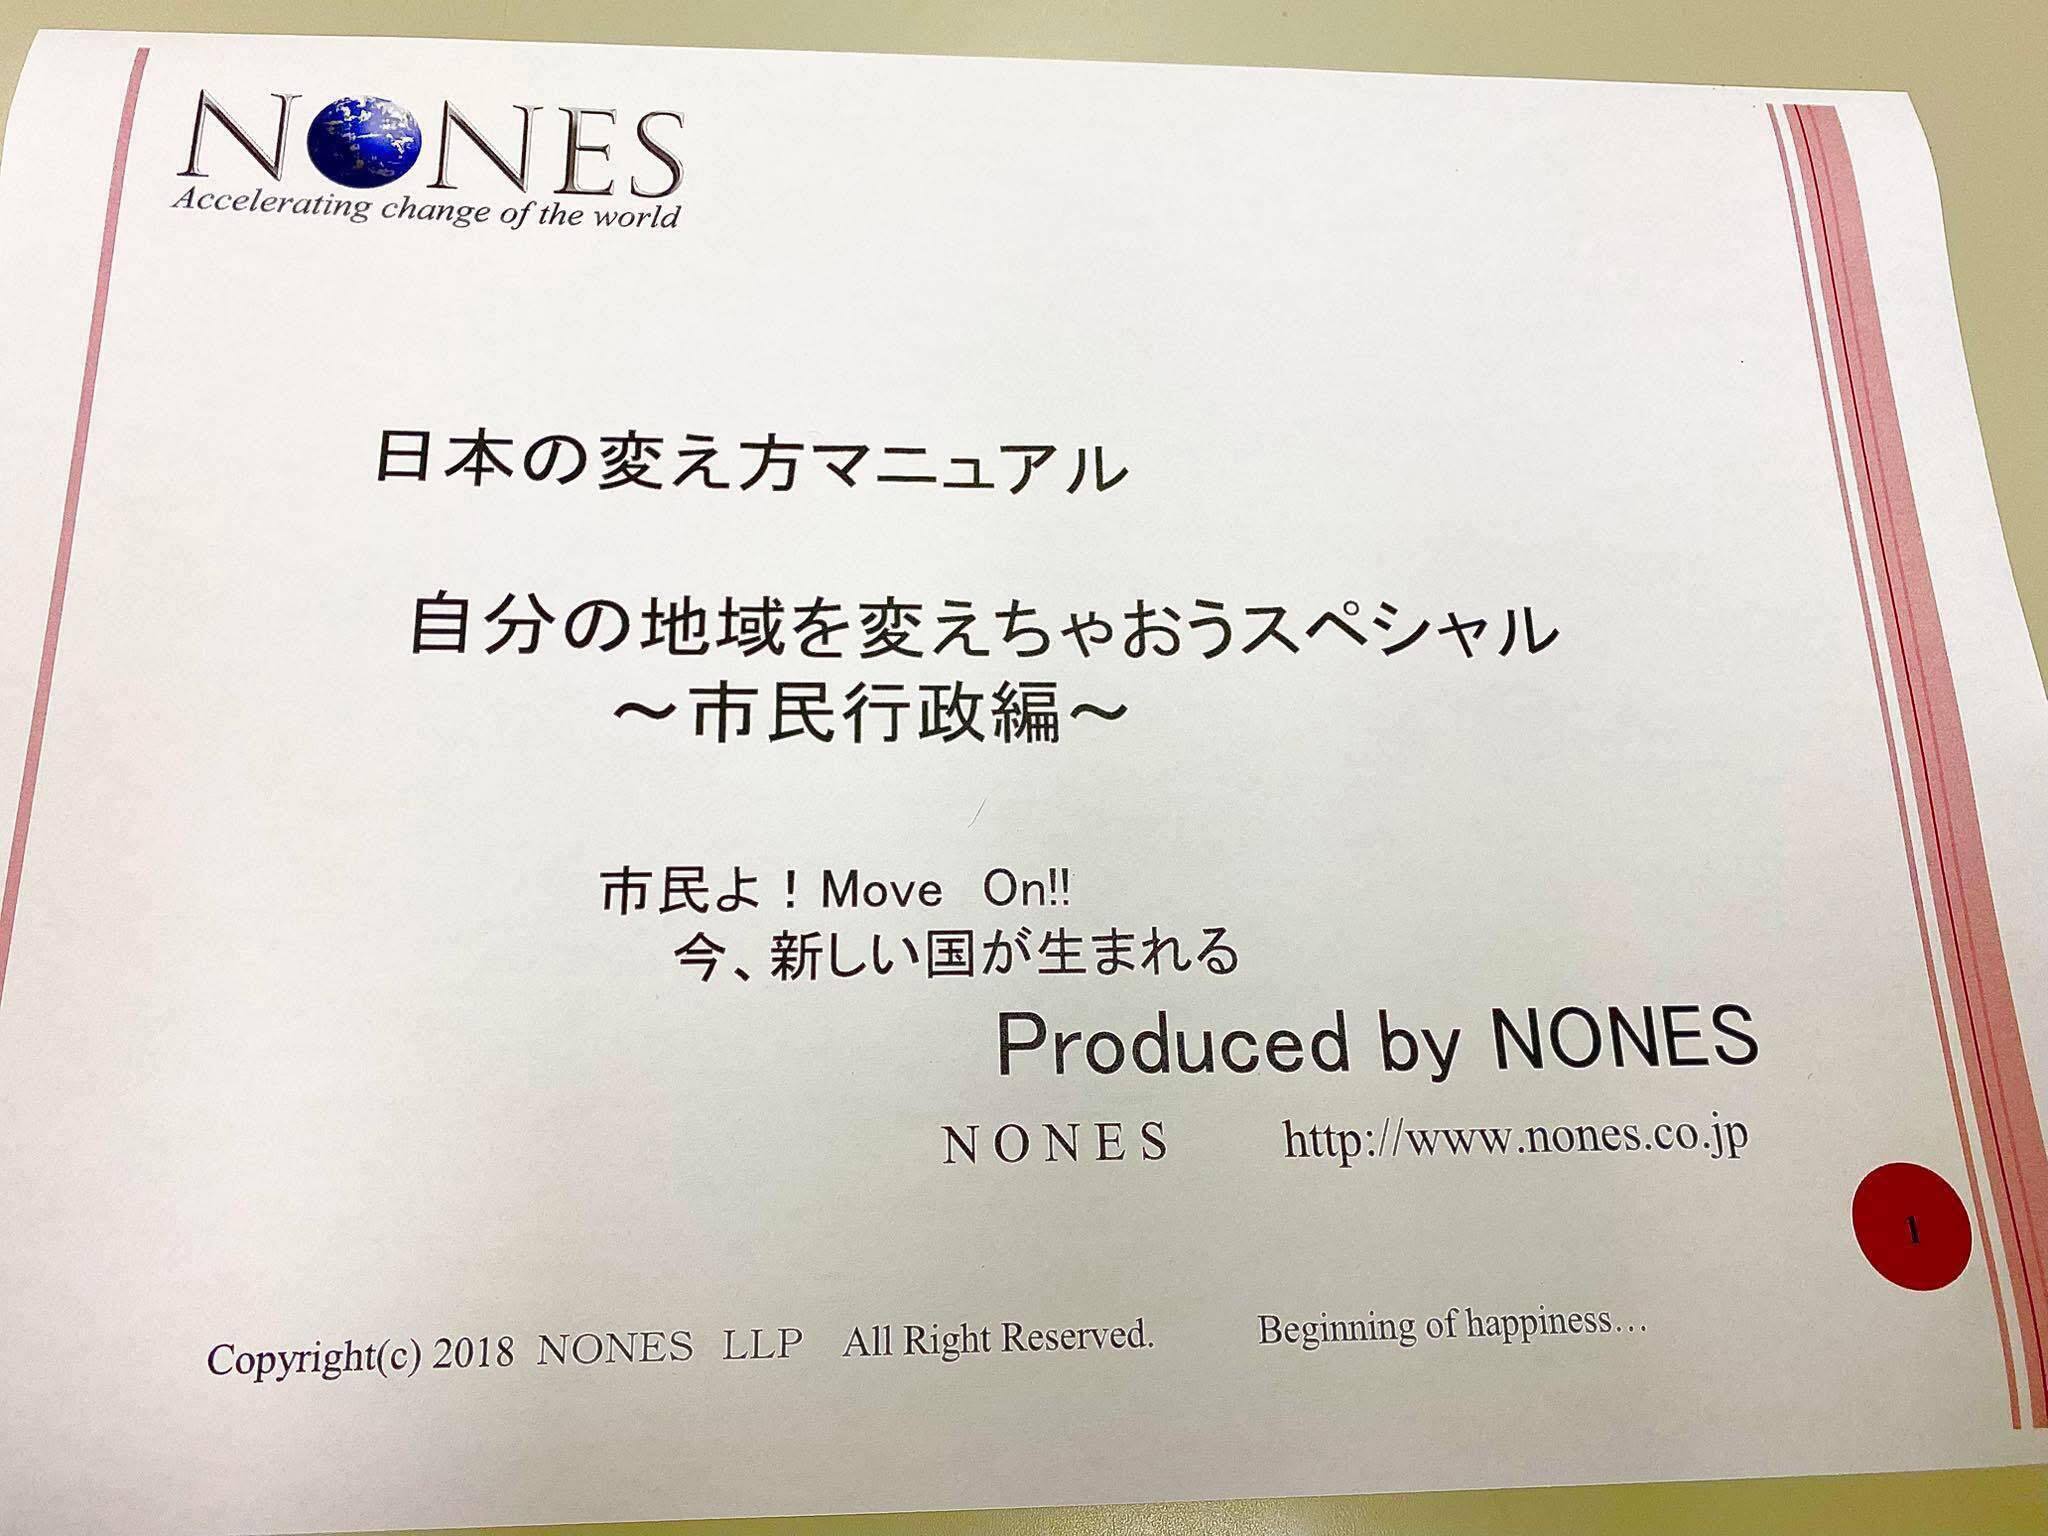 NONES
Accelerating change of the world
日本の変え方マニュアル
自分の地域を変えちゃおうスペシャル
～市民行政編～
市民よ！Move　On!!
今、新しい国が生まれる
Produced by NONES
ＮＯＮＥＳ　　http://www.nones.co.jp
1
Copyright(c) 2018 NONES LLP All Right Reserved.　　Beginning of happiness…